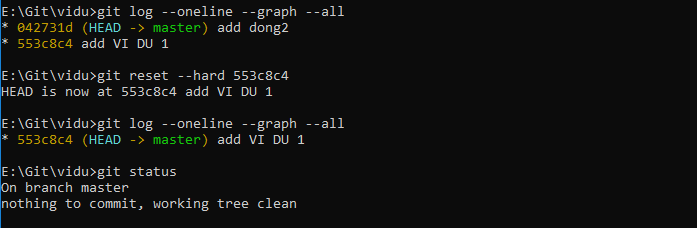 E:\Git\vidu>git log --oneline --graph --all
* 042731d (HEAD -> master) add dong2
* 553c8c4 add VI DU 1
E:\Git\vidu>git reset --hard 553c8c4
HEAD is now at 553c8c4 add VI DU 1
E:\Git\vidu>git log --oneline --graph --all
* 553c8c4 (HEAD -> master) add VI DU 1
E:\Git\vidu>git status
On branch master
nothing to commit, working tree clean